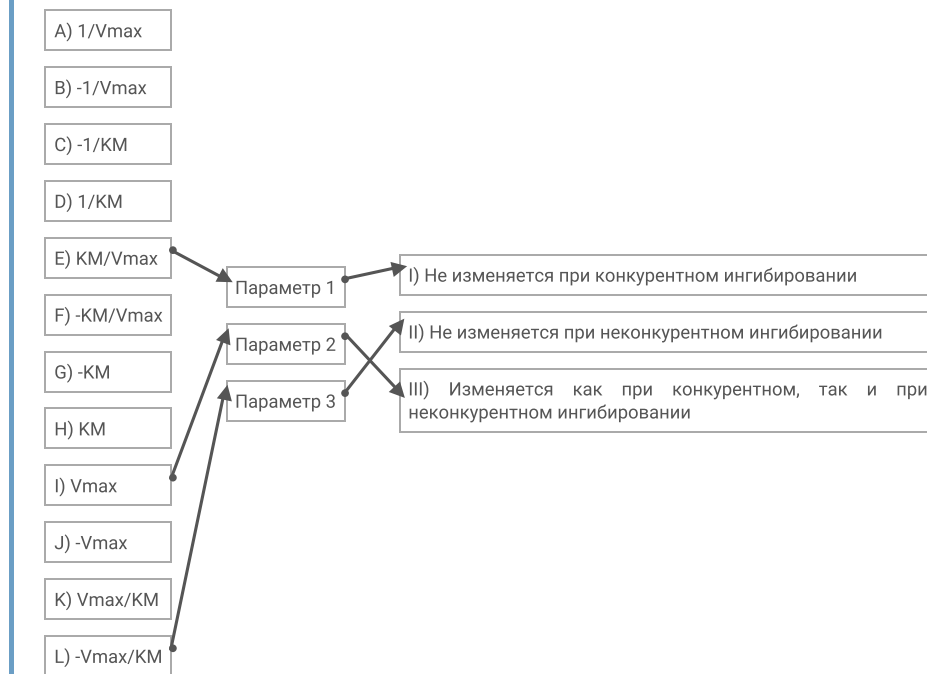 A) 1/Vmax
B) -1/Vmax
C) -1/KM
D) 1/KM
E) KM/Vmax
F) -KM/Vmax
G) -KM
H) KM
I) Vmax
J) -Vmax
K) Vmax/KM
L) -Vmax/KM
Параметр 1
Параметр 2
Параметр 3
I) Не изменяется при конкурентном ингибировании
II) Не изменяется при неконкурентном ингибировании
III) Изменяется как при конкурентном, так и при
неконкурентном ингибировании